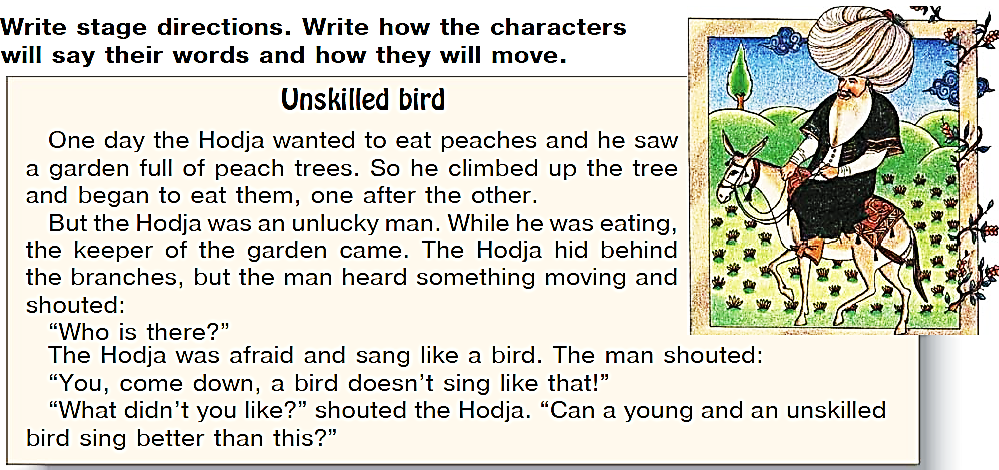 Write stage directions. Write how the characters
will say their words and how they will move.
Unskilled bird
One day the Hodja wanted to eat peaches and he saw
a garden full of peach trees. So he climbed up the tree
and began to eat them, one after the other.
But the Hodja was an unlucky man. While he was eating,
the keeper of the garden came. The Hodja hid behind
the branches, but the man heard something moving and
shouted:
“Who is there?”
The Hodja was afraid and sang like a bird. The man shouted:
“You, come down, a bird doesn’t sing like that!”
“What didn’t you like?” shouted the Hodja. “Can a young and an unskilled
bird sing better than this?”